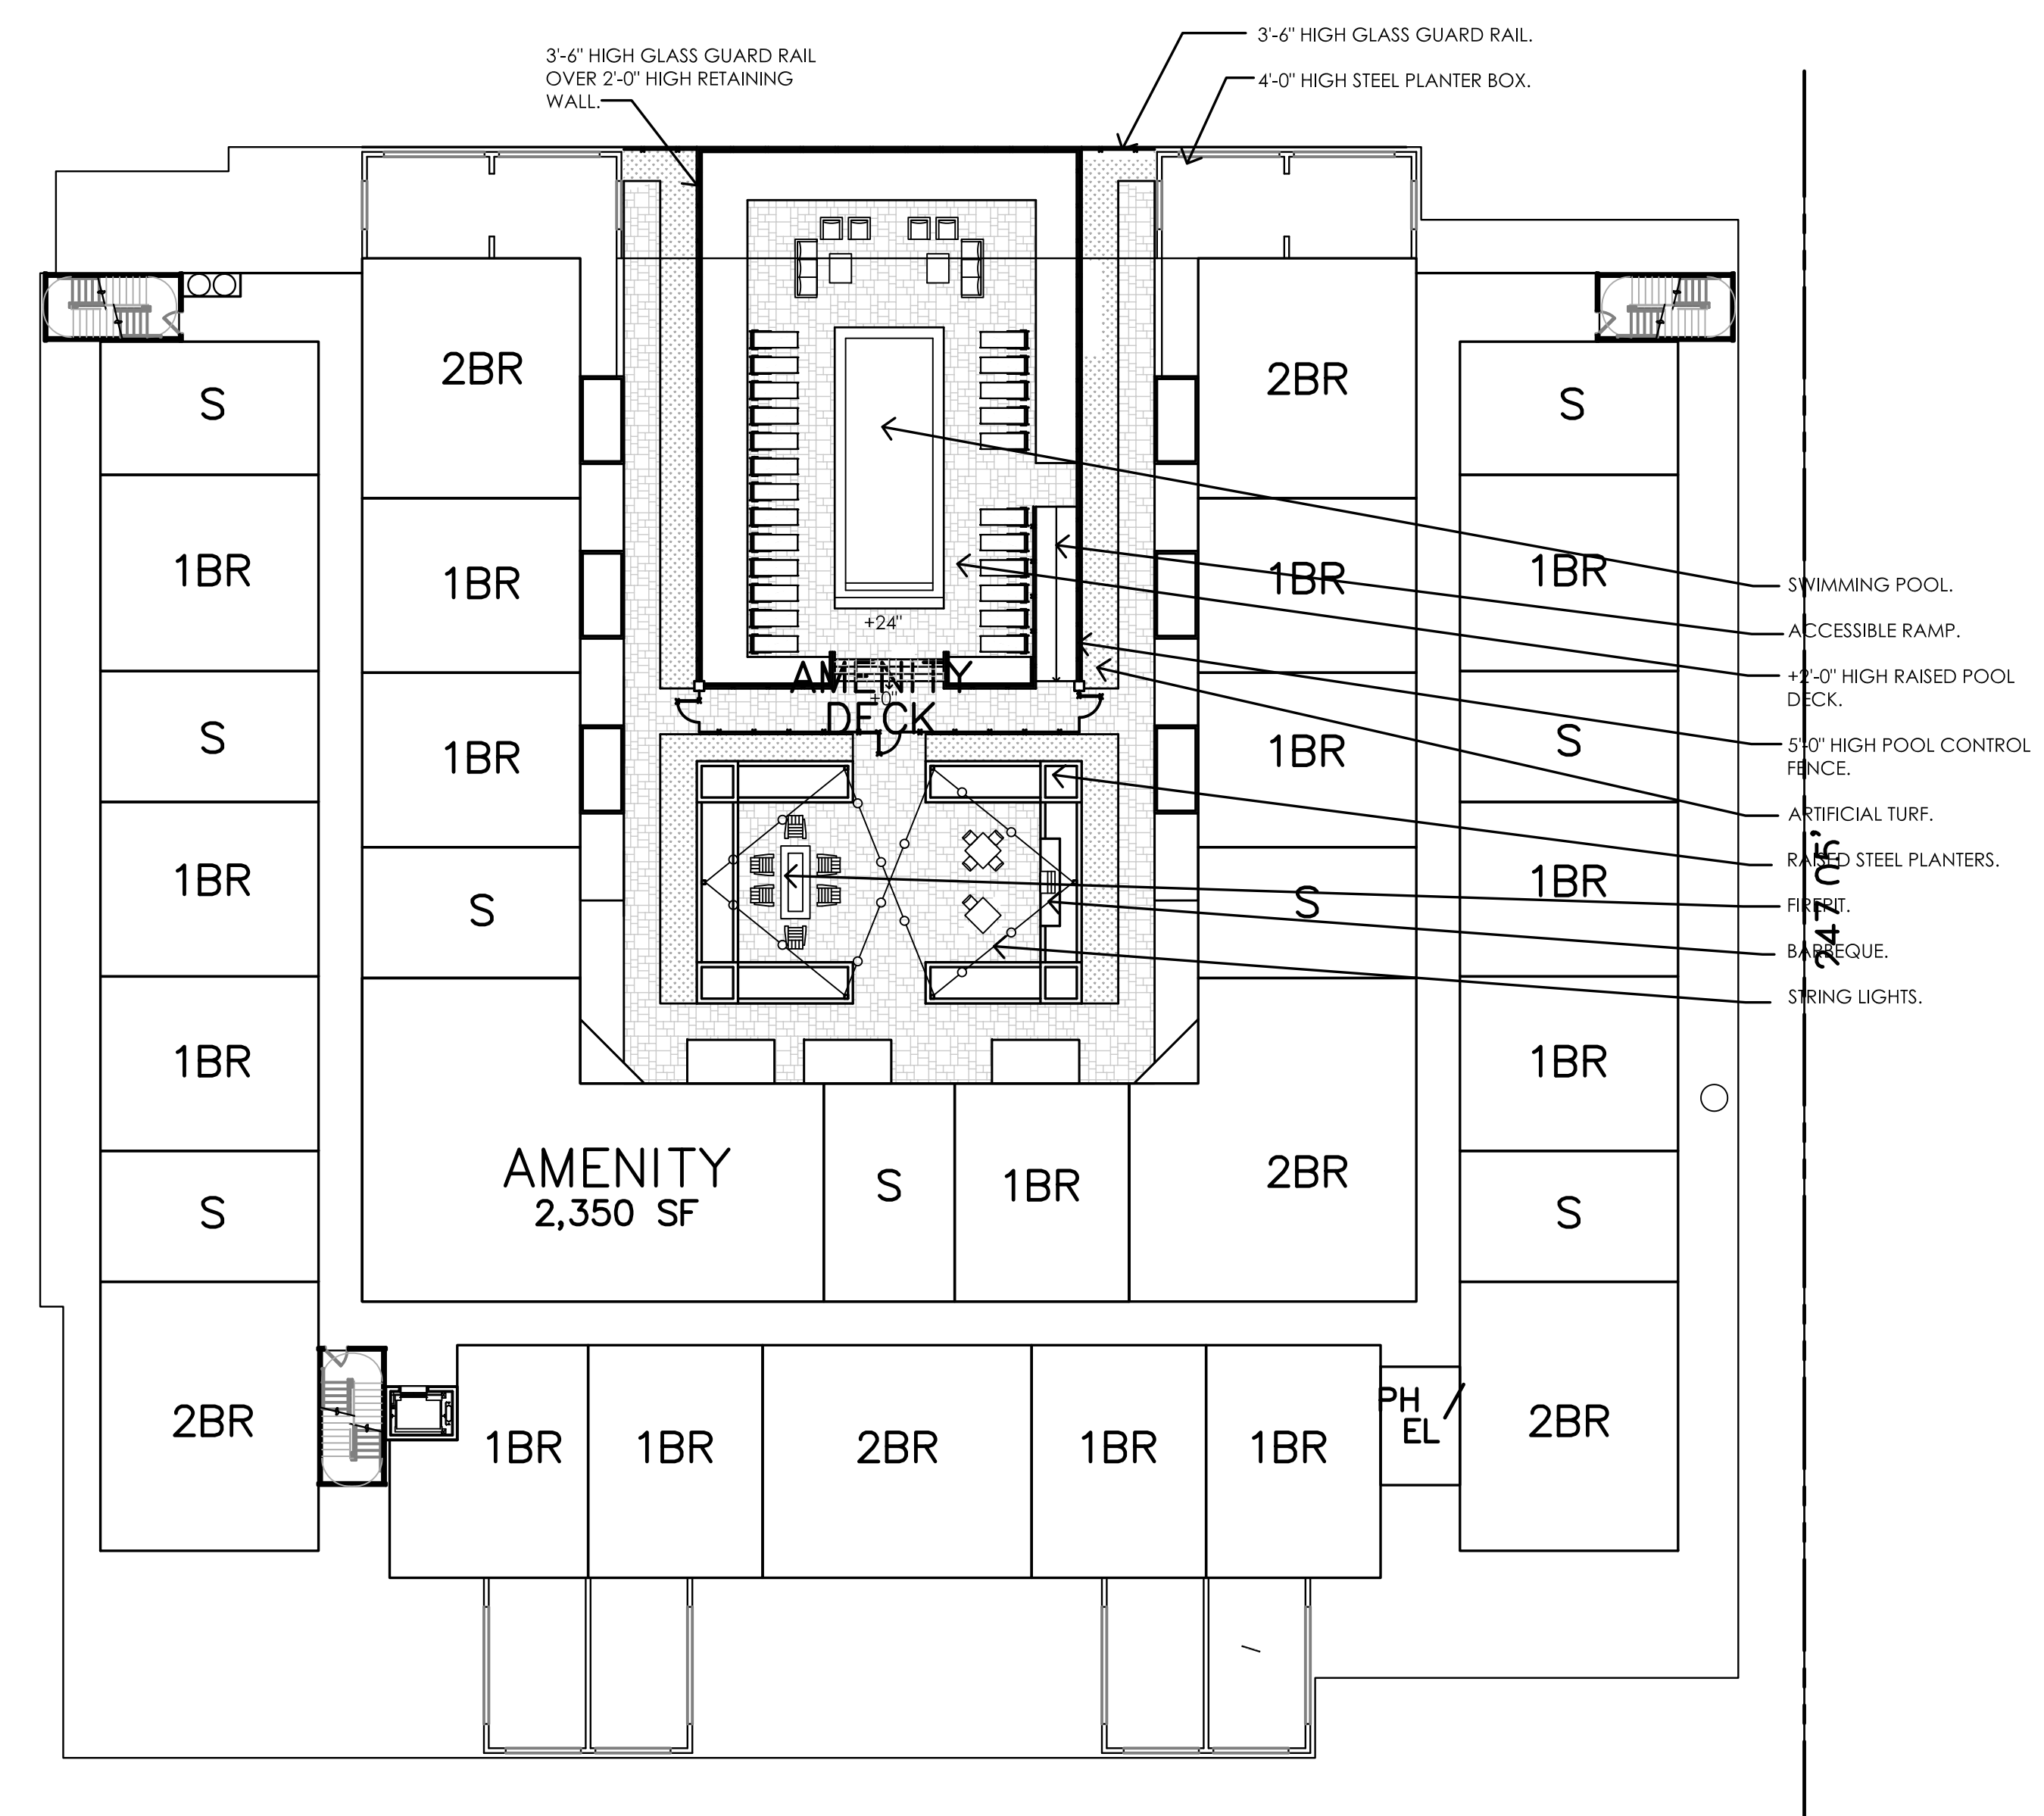 3'-6" HIGH GLASS GUARD RAIL
OVER 2'-0" HIGH RETAINING
WALL.
3'-6" HIGH GLASS GUARD RAIL.
4'-0" HIGH STEEL PLANTER BOX.
2BR
2BR
S
S
1BR
1BR
1BR
1BR
SWIMMING POOL.
ACCESSIBLE RAMP.
+2'-0" HIGH RAISED POOL
DECK.
5'-0" HIGH POOL CONTROL
FENCE.
ARTIFICIAL TURF.
RAISED STEEL PLANTERS.
FIREPIT.
BARBEQUE.
STRING LIGHTS.
247.05'
+24"
AMENITY
DECK
+0"
S
1BR
1BR
S
1BR
S
S
1BR
1BR
1BR
AMENITY
2,350 SF
S
1BR
2BR
S
S
2BR
1BR
1BR
2BR
1BR
1BR
PH
EL
2BR